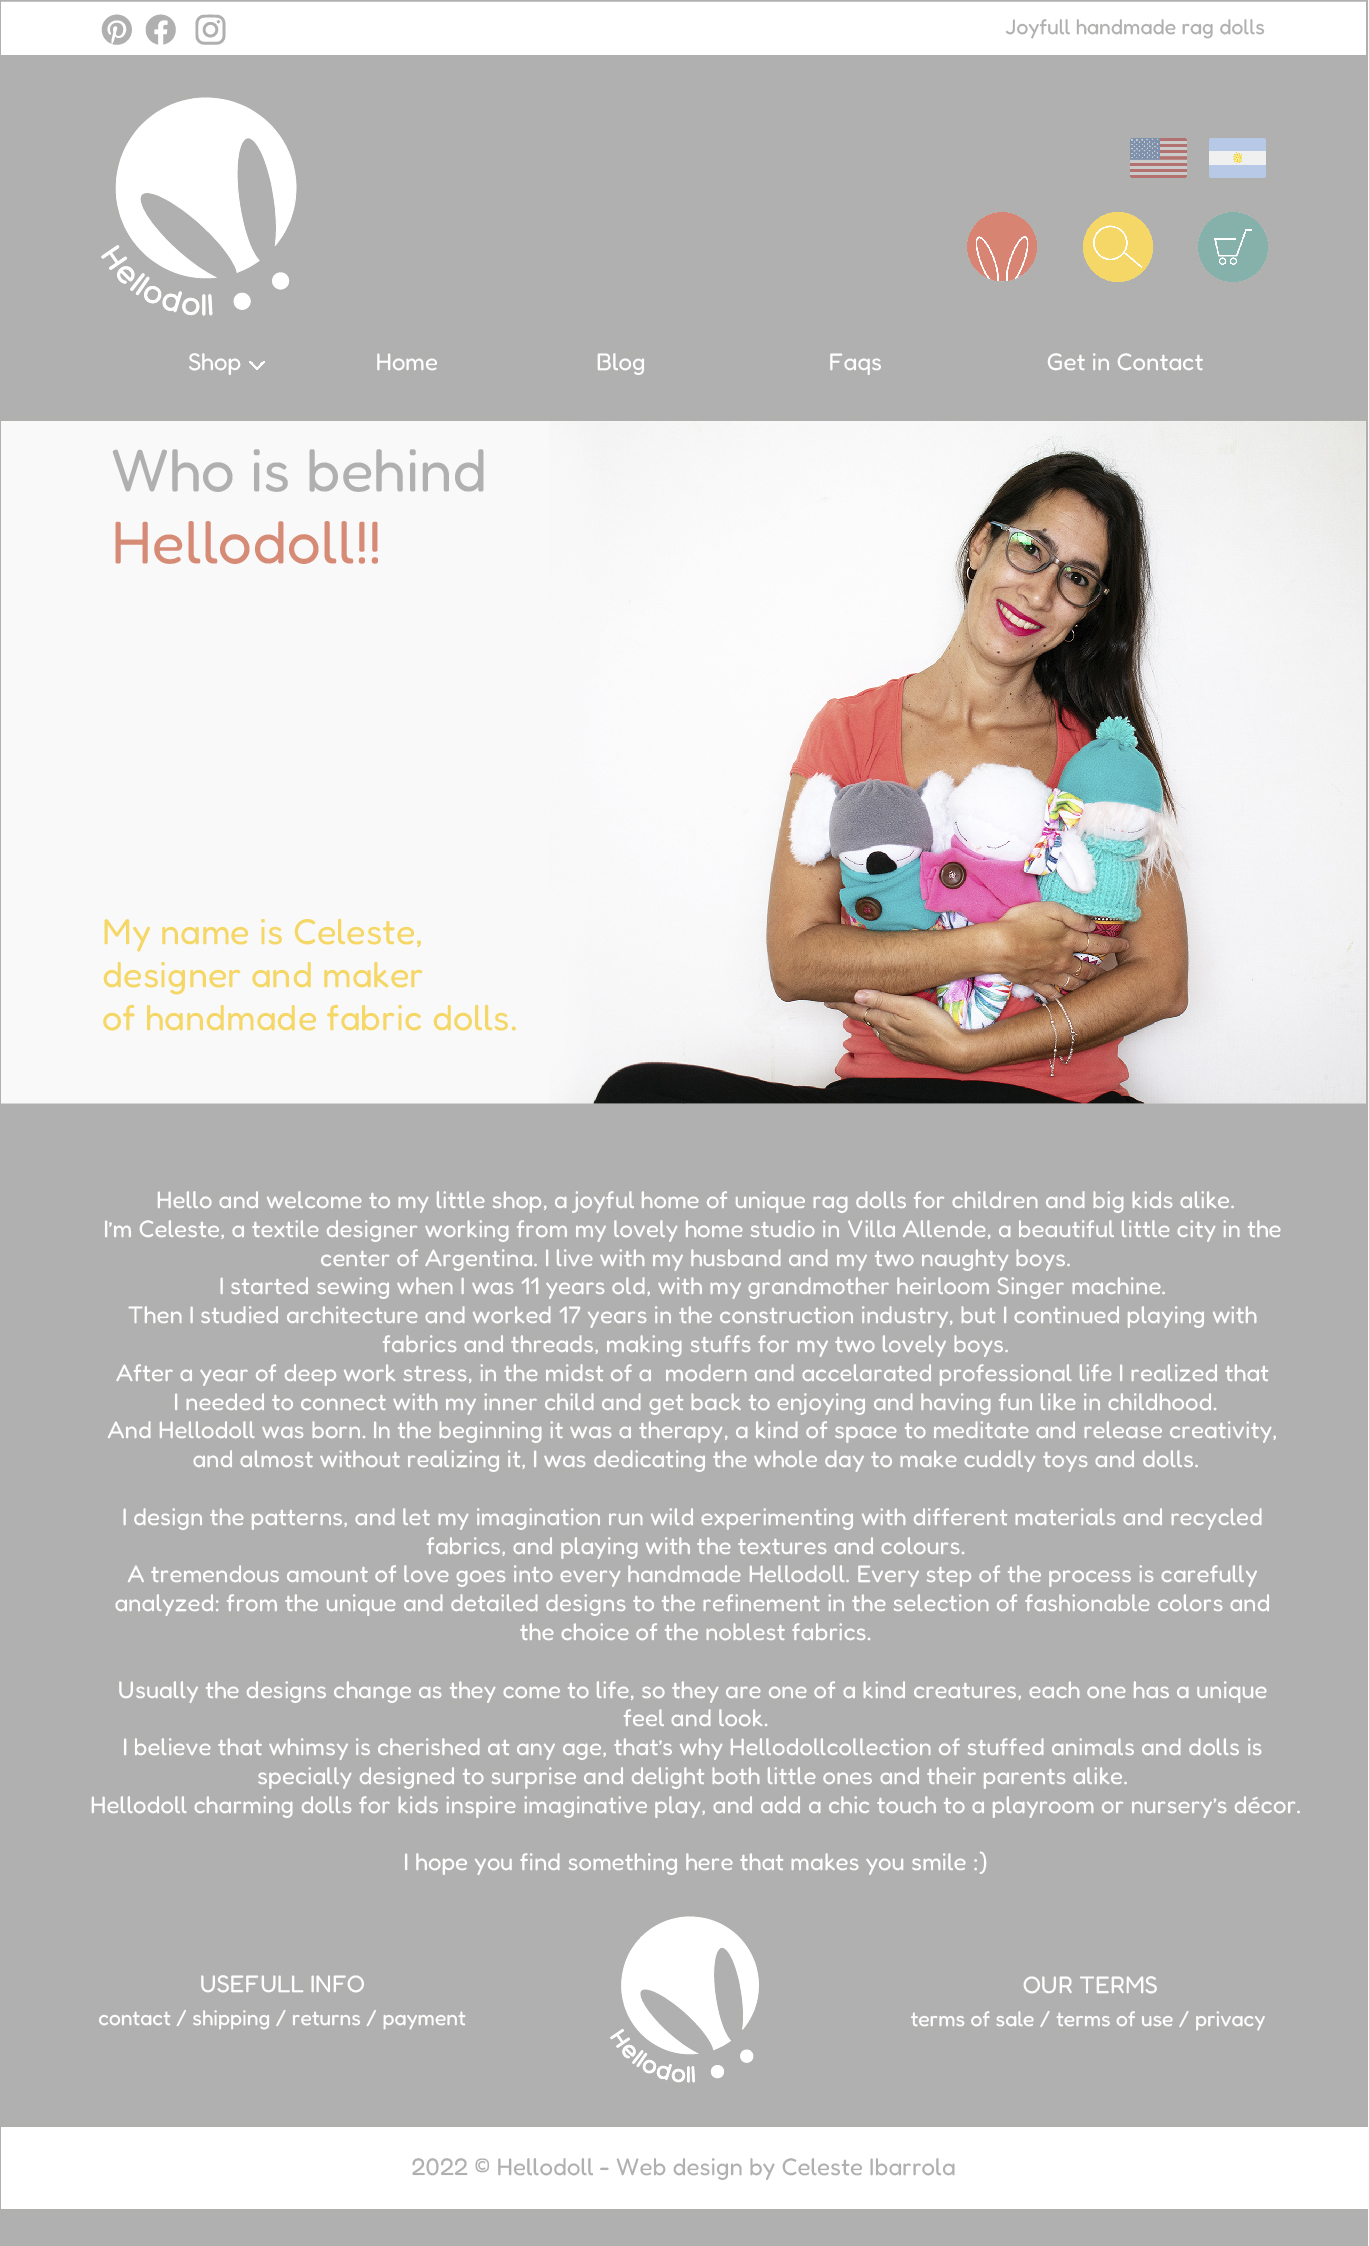 Joyfull handmade rag dolls
Hellodoll
Shop
Home
Blog
Faqs
Get in Contact
Who is behind
Hellodoll!!
My name is Celeste,
designer and maker
of handmade fabric dolls.
Hello and welcome to my little shop, a joyful home of unique rag dolls for children and big kids alike.
I'm Celeste, a textile designer working from my lovely home studio in Villa Allende, a beautiful little city in the
center of Argentina. I live with my husband and my two naughty boys.
I started sewing when I was 11 years old, with my grandmother heirloom Singer machine.
Then I studied architecture and worked 17 years in the construction industry, but I continued playing with
fabrics and threads, making stuffs for my two lovely boys.
After a year of deep work stress, in the midst of a  modern and accelarated professional life I realized that
I needed to connect with my inner child and get back to enjoying and having fun like in childhood.
And Hellodoll was born. In the beginning it was a therapy, a kind of space to meditate and release creativity,
and almost without realizing it, I was dedicating the whole day to make cuddly toys and dolls.
I design the patterns, and let my imagination run wild experimenting with different materials and recycled
fabrics, and playing with the textures and colours.
A tremendous amount of love goes into every handmade Hellodoll. Every step of the process is carefully
analyzed: from the unique and detailed designs to the refinement in the selection of fashionable colors and
the choice of the noblest fabrics.
Usually the designs change as they come to life, so they are one of a kind creatures, each one has a unique
feel and look.
I believe that whimsy is cherished at any age, that's why Hellodollcollection of stuffed animals and dolls is
specially designed to surprise and delight both little ones and their parents alike.
Hellodoll charming dolls for kids inspire imaginative play, and add a chic touch to a playroom or nursery's décor.
I hope you find something here that makes you smile :)
USEFULL INFO
contact / shipping / returns / payment
Hellodoll
OUR TERMS
terms of sale / terms of use / privacy
2022 © Hellodoll - Web design by Celeste Ibarrola